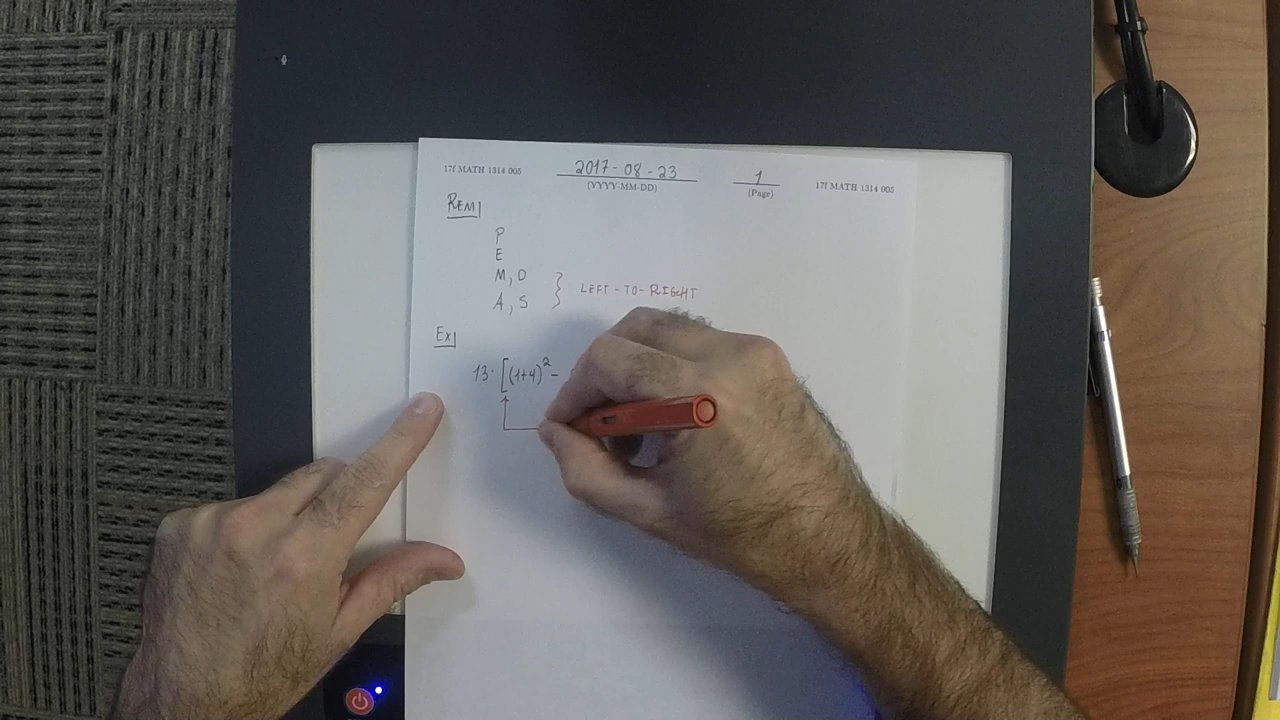 17f MATH 1314 005 2017-08-23 1 17f MATH 1314 005
(YYYY-MM-DD) (Page)
REM
P
E
M, D
A, S } LEFT-TO-RIGHT
EX
13· [(1+4)² -